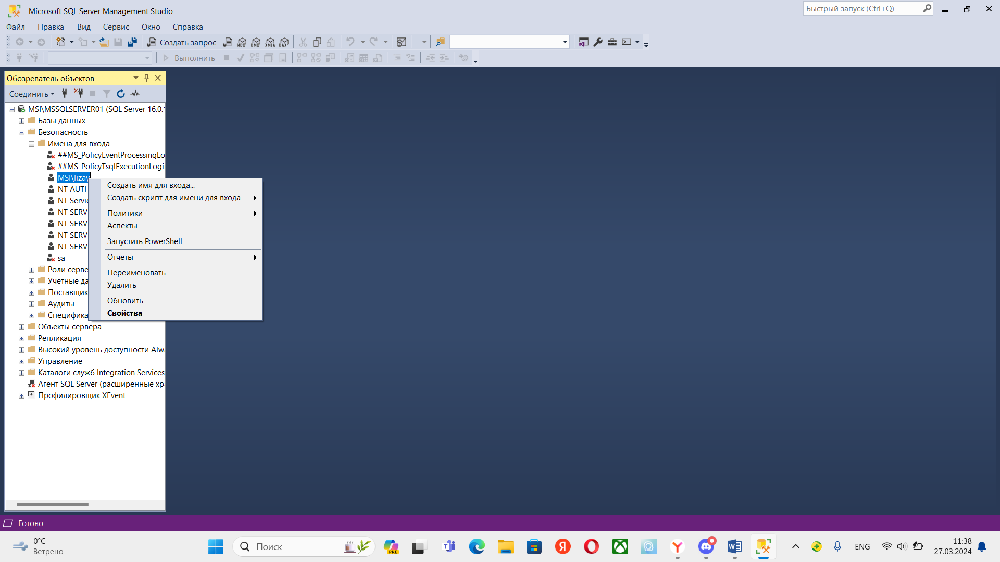 Microsoft SQL Server Management Studio
Быстрый запуск (Ctrl+Q)
Файл Правка Вид Сервис Окно Справка
Создать запрос MDX DMX XMLA DAX
Выполнить
Обозреватель объектов
Соединить
MSI\MSSQLSERVER01 (SQL Server 16.0.
Базы данных
Безопасность
Имена для входа
##MS_PolicyEventProcessingLo
##MS_PolicyTsqlExecutionLogi
MSI\lizay
NT AUTH
NT Servic
NT SERV
NT SERV
NT SERV
NT SERV
sa
Роли серве
Учетные да
Поставщик
Аудиты
Специфика
Объекты сервера
Репликация
Высокий уровень доступности Alw
Управление
Каталоги служб Integration Services
Агент SQL Server (расширенные хр
Профилировщик XEvent
Создать имя для входа...
Создать скрипт для имени для входа
Политики
Аспекты
Запустить PowerShell
Отчеты
Переименовать
Удалить
Обновить
Свойства
Готово
0°C
Ветрено
Поиск
PRE
ENG
11:38
27.03.2024